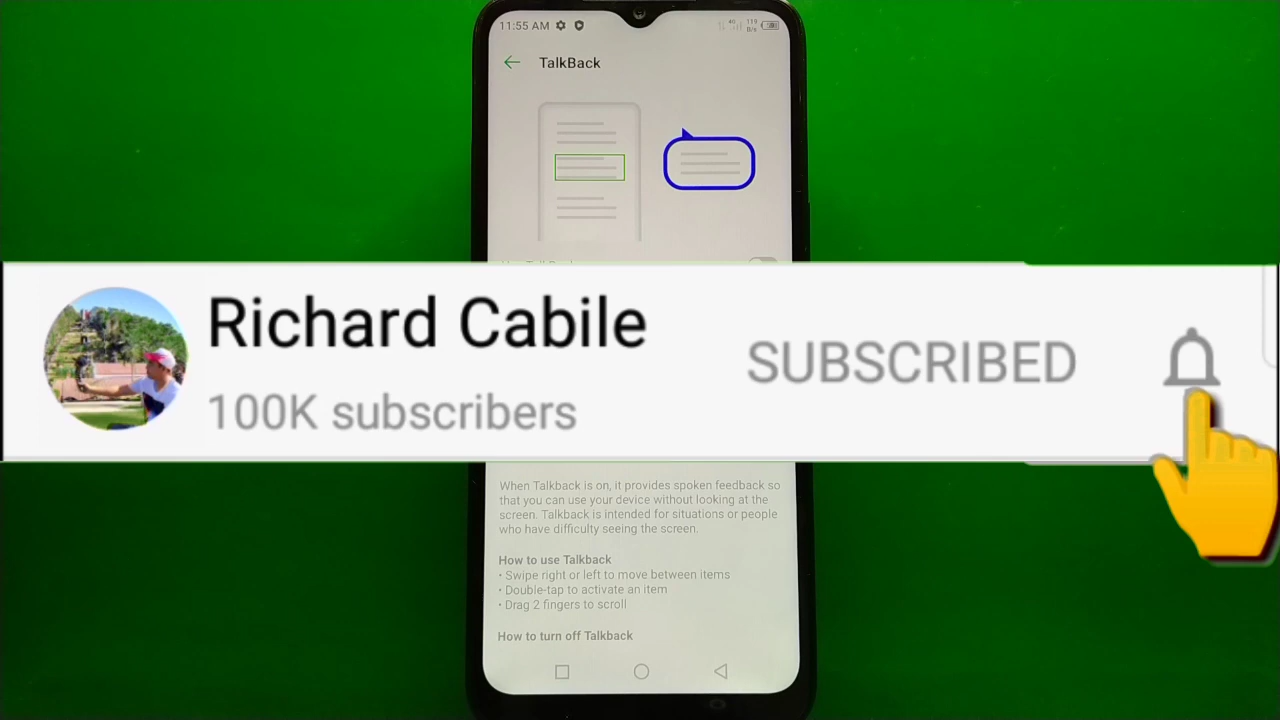 11:55 AM
4G
119
B/s
TalkBack
Richard Cabile
100K subscribers
SUBSCRIBED
When Talkback is on, it provides spoken feedback so
that you can use your device without looking at the
screen. Talkback is intended for situations or people
who have difficulty seeing the screen.
How to use Talkback
• Swipe right or left to move between items
• Double-tap to activate an item
• Drag 2 fingers to scroll
How to turn off Talkback